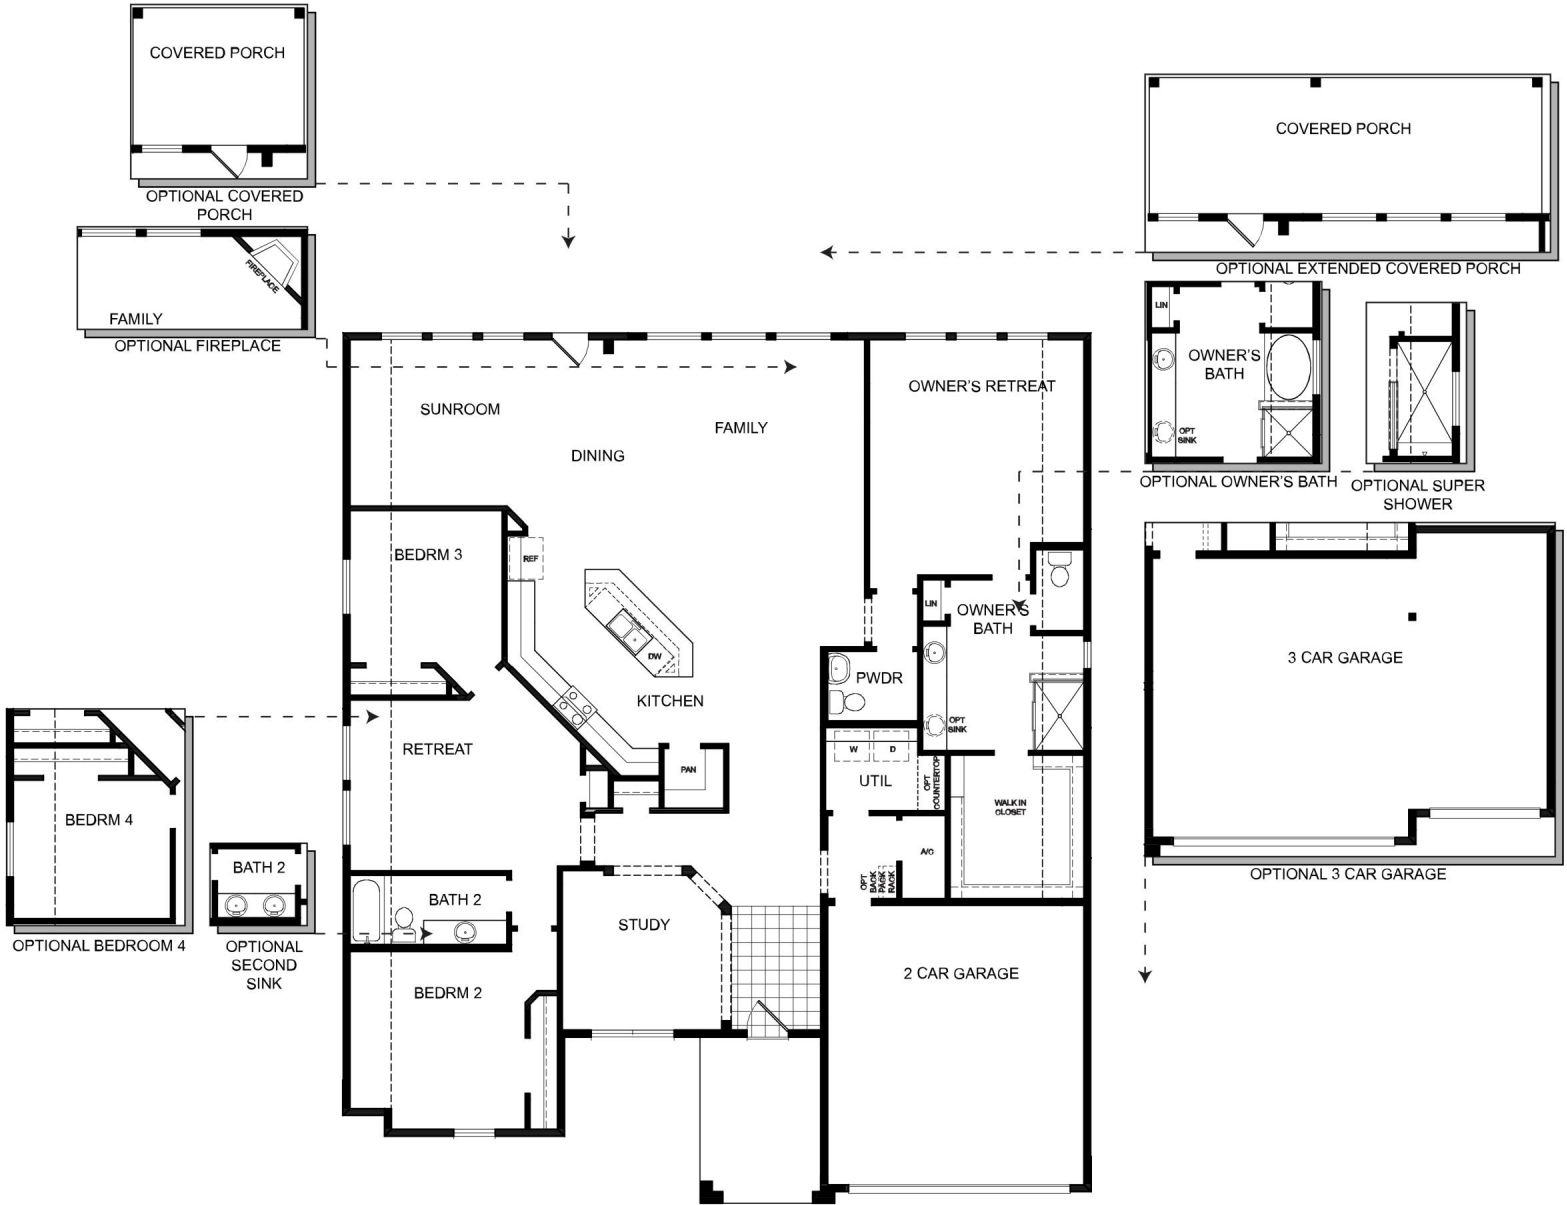 COVERED PORCH
OPTIONAL COVERED
PORCH
FIREPLACE
FAMILY
OPTIONAL FIREPLACE
COVERED PORCH
OPTIONAL EXTENDED COVERED PORCH
LIN
OWNER'S
BATH
OPT
SINK
OPTIONAL OWNER'S BATH
OPTIONAL SUPER
SHOWER
SUNROOM
DINING
FAMILY
OWNER'S RETREAT
BEDRM 3
REF
DW
KITCHEN
LIN
OWNER'S
BATH
PWDR
OPT
SINK
3 CAR GARAGE
OPTIONAL 3 CAR GARAGE
RETREAT
PAN
W
D
UTIL
OPT
COUNTERTOP
WALK IN
CLOSET
A/C
OPT
BACK
PACK
RACK
BEDRM 4
OPTIONAL BEDROOM 4
BATH 2
OPTIONAL
SECOND
SINK
BATH 2
STUDY
BEDRM 2
2 CAR GARAGE